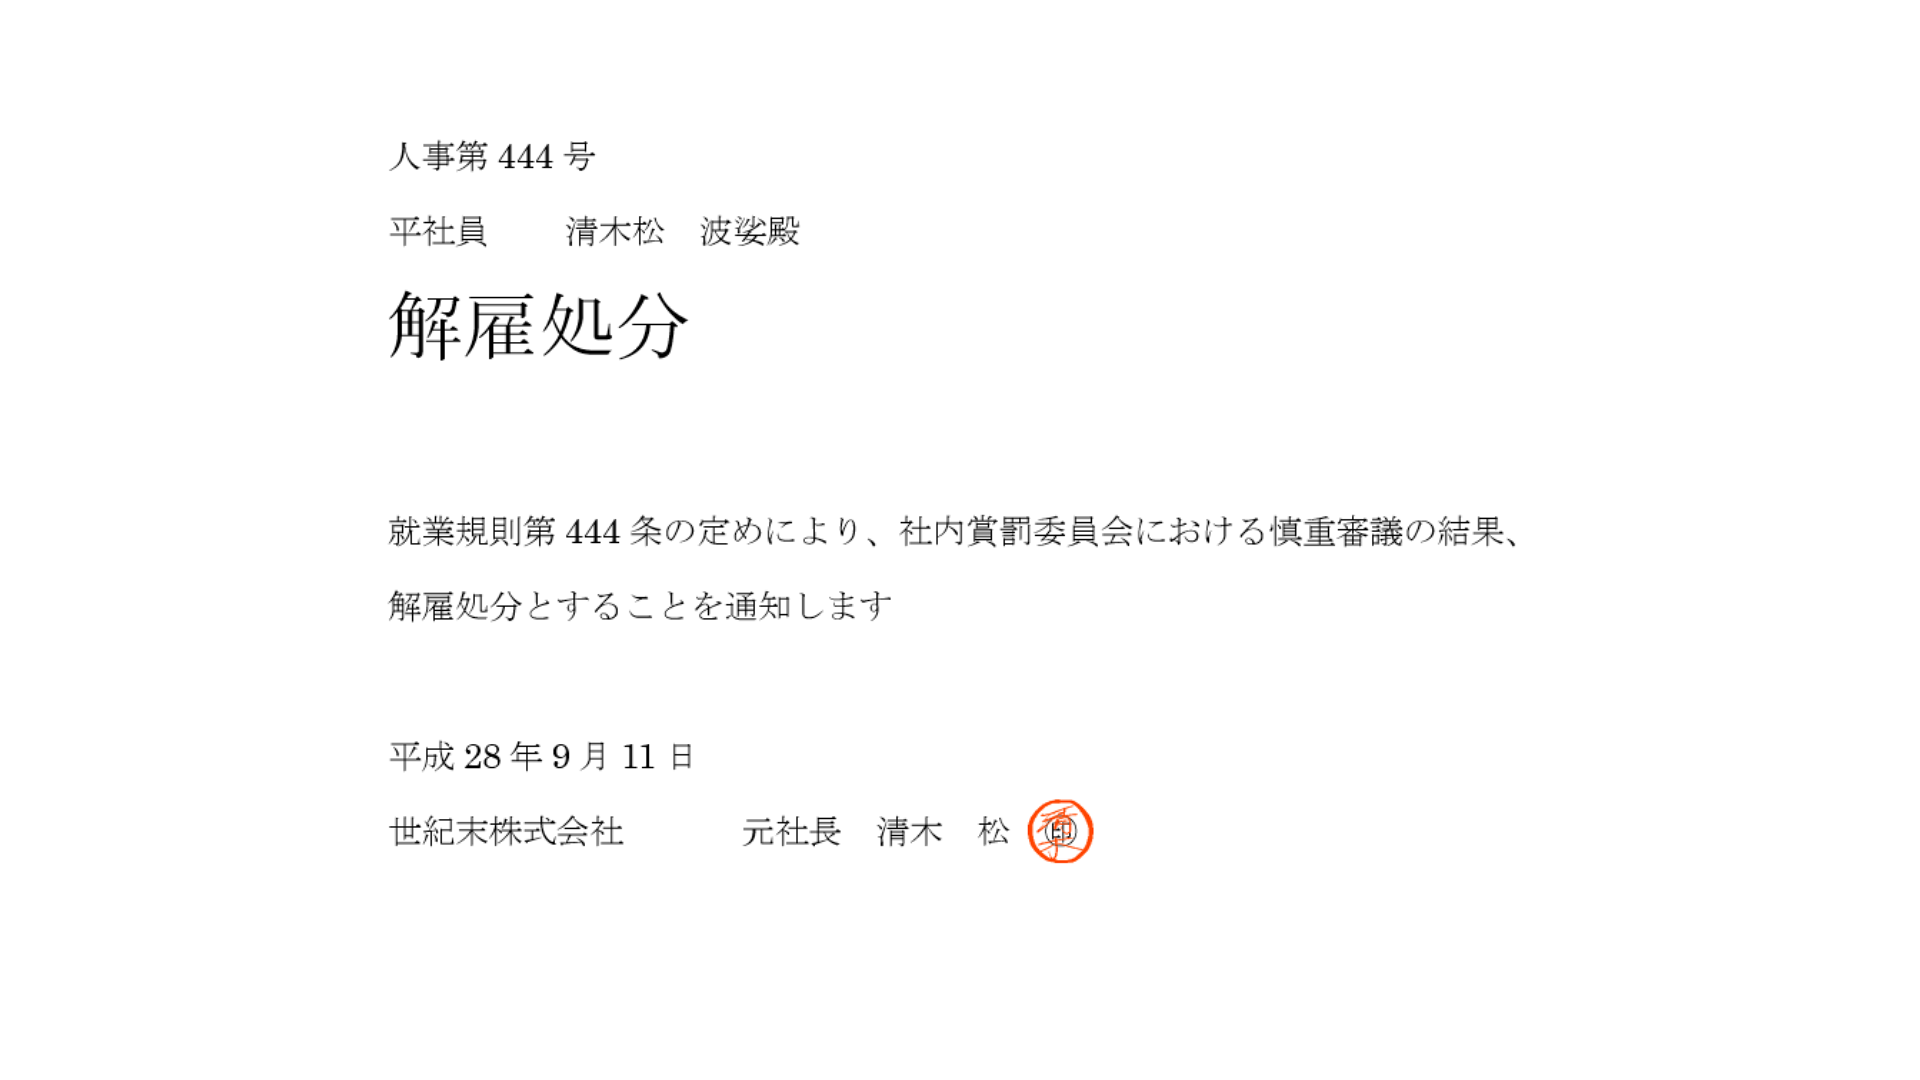 人事第 444 号
平社員　　清木松　波娑殿
解雇処分
就業規則第 444 条の定めにより、社内賞罰委員会における慎重審議の結果、
解雇処分とすることを通知します
平成 28 年 9 月 11 日
世紀末株式会社　　　元社長　清木　松 ㊞